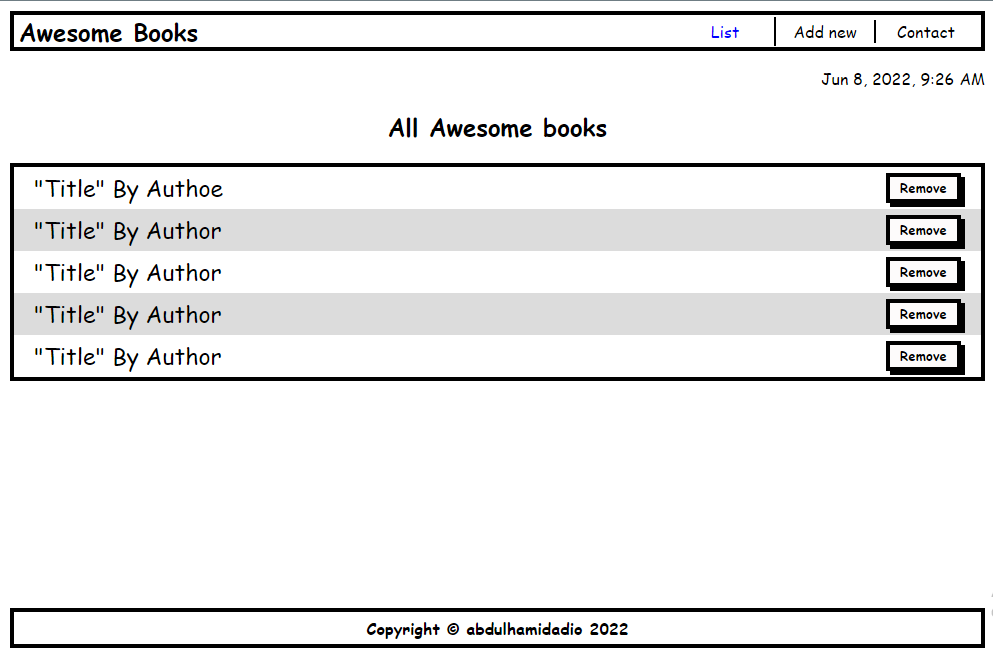 Awesome Books List Add new Contact
Jun 8, 2022, 9:26 AM
All Awesome books
"Title" By Authoe Remove
"Title" By Author Remove
"Title" By Author Remove
"Title" By Author Remove
"Title" By Author Remove
Copyright © abdulhamidadio 2022